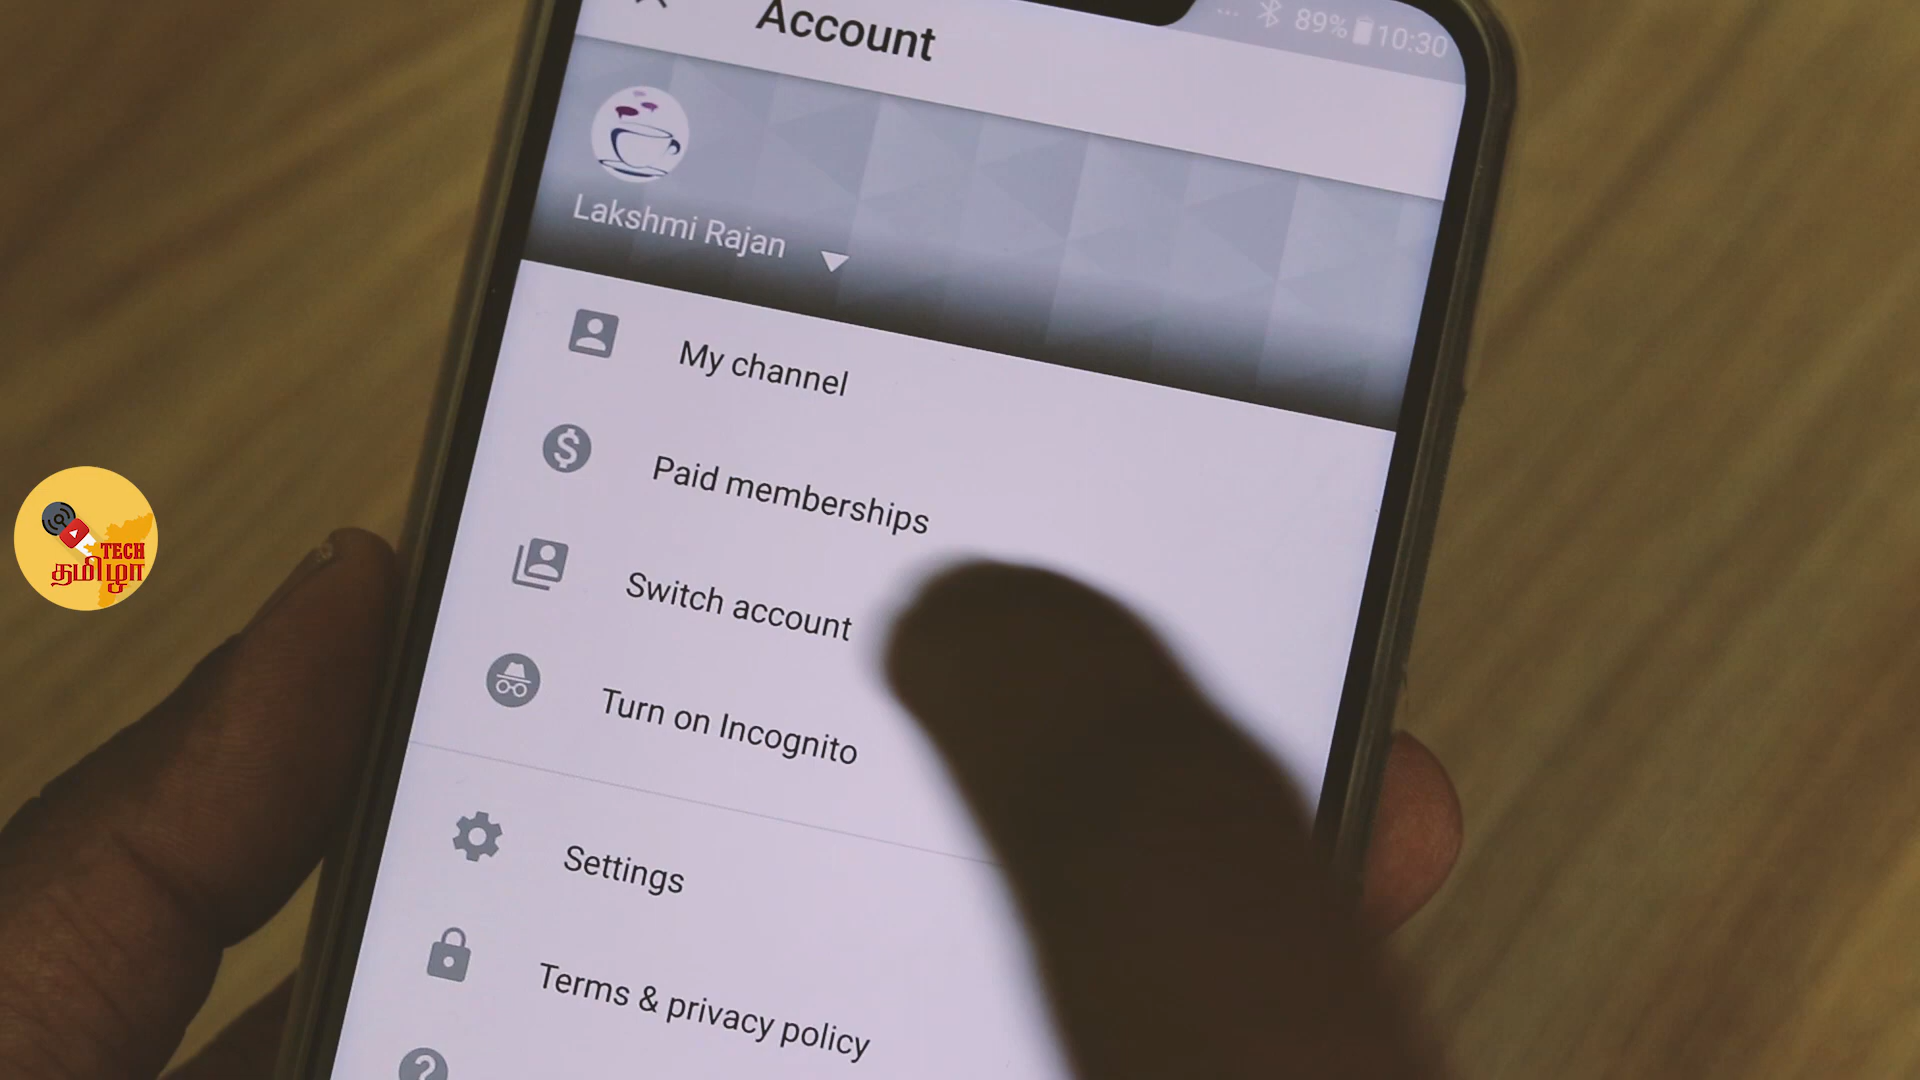 Account
89% 10:30
Lakshmi Rajan
My channel
Paid memberships
Switch account
Turn on Incognito
Settings
Terms & privacy policy
TECH
தமிழா